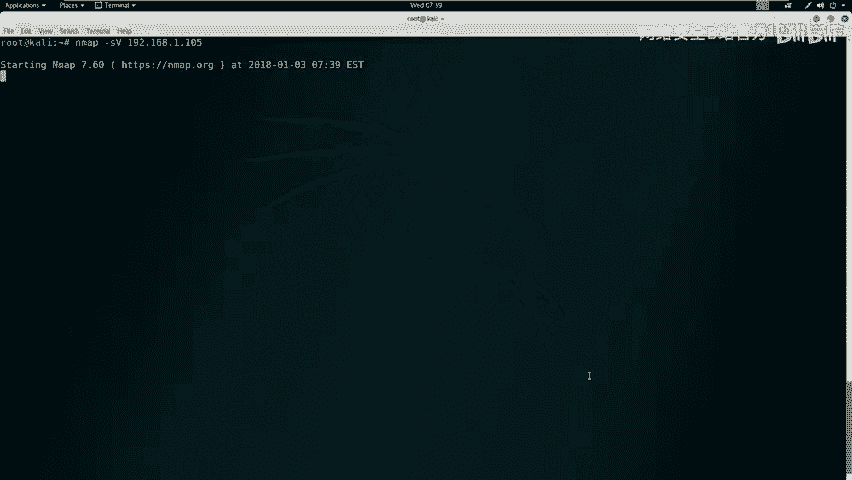 Applications Places Terminal Wed 07:39
root@kali: ~
File Edit View Search Terminal Help
root@kali:~# nmap -sV 192.168.1.105
Starting Nmap 7.60 ( https://nmap.org ) at 2018-01-03 07:39 EST